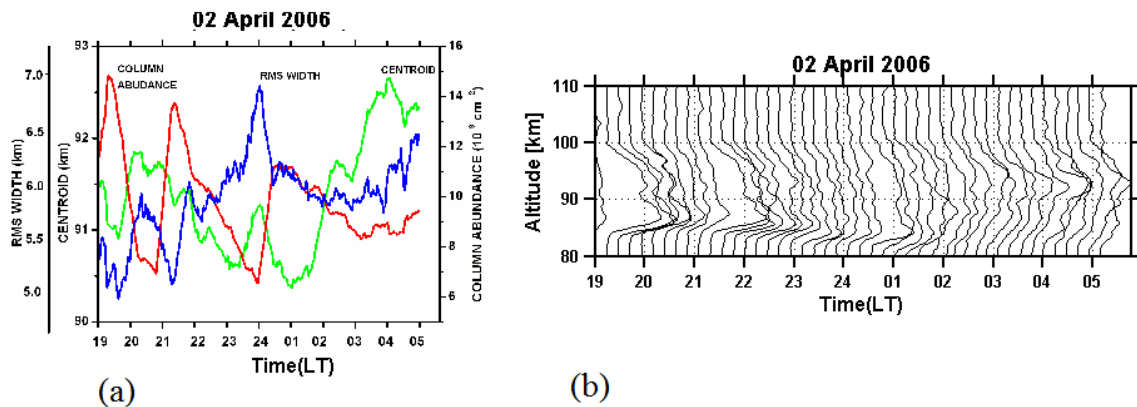 02 April 2006
93
92
91
90
7.0
6.5
6.0
5.5
5.0
RMS WIDTH (km)
CENTROID (km)
COLUMN
ABUDANCE
RMS WIDTH
CENTROID
16
14
12
10
8
6
COLUMN ABUNDANCE (10⁹ cm⁻²)
19 20 21 22 23 24 01 02 03 04 05
Time(LT)
(a)
02 April 2006
110
100
90
80
Altitude [km]
19 20 21 22 23 24 01 02 03 04 05
Time(LT)
(b)